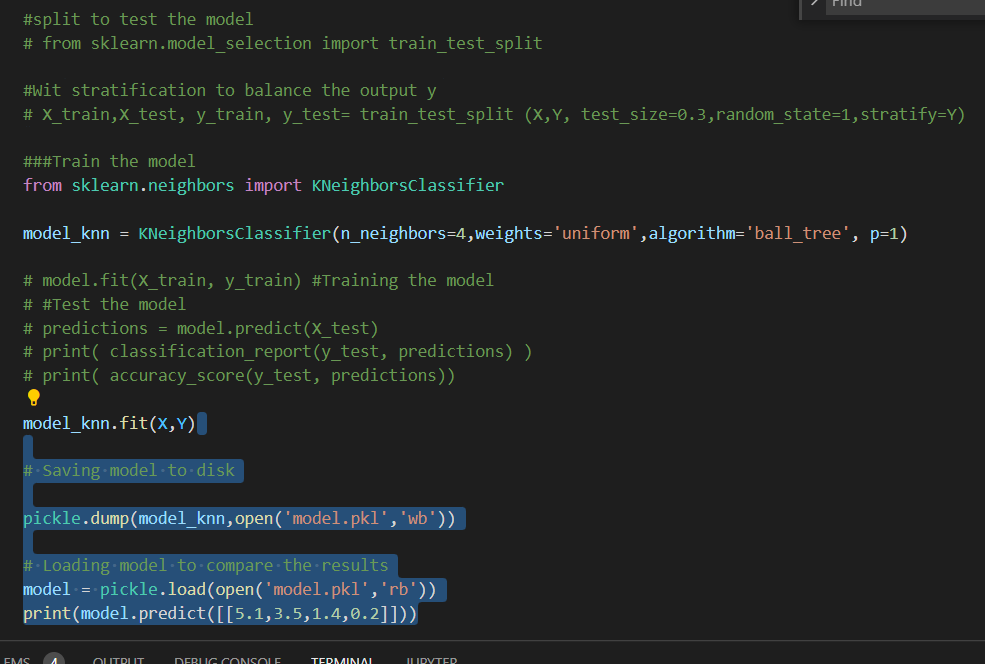 Find
#split to test the model
# from sklearn.model_selection import train_test_split
#Wit stratification to balance the output y
# X_train,X_test, y_train, y_test= train_test_split (X,Y, test_size=0.3,random_state=1,stratify=Y)
###Train the model
from sklearn.neighbors import KNeighborsClassifier
model_knn = KNeighborsClassifier(n_neighbors=4,weights='uniform',algorithm='ball_tree', p=1)
# model.fit(X_train, y_train) #Training the model
# #Test the model
# predictions = model.predict(X_test)
# print( classification_report(y_test, predictions) )
# print( accuracy_score(y_test, predictions))
model_knn.fit(X,Y)
# Saving model to disk
pickle.dump(model_knn,open('model.pkl','wb'))
# Loading model to compare the results
model = pickle.load(open('model.pkl','rb'))
print(model.predict([[5.1,3.5,1.4,0.2]]))
EMS 4 OUTPUT DEBUG CONSOLE TERMINAL JUPYTER